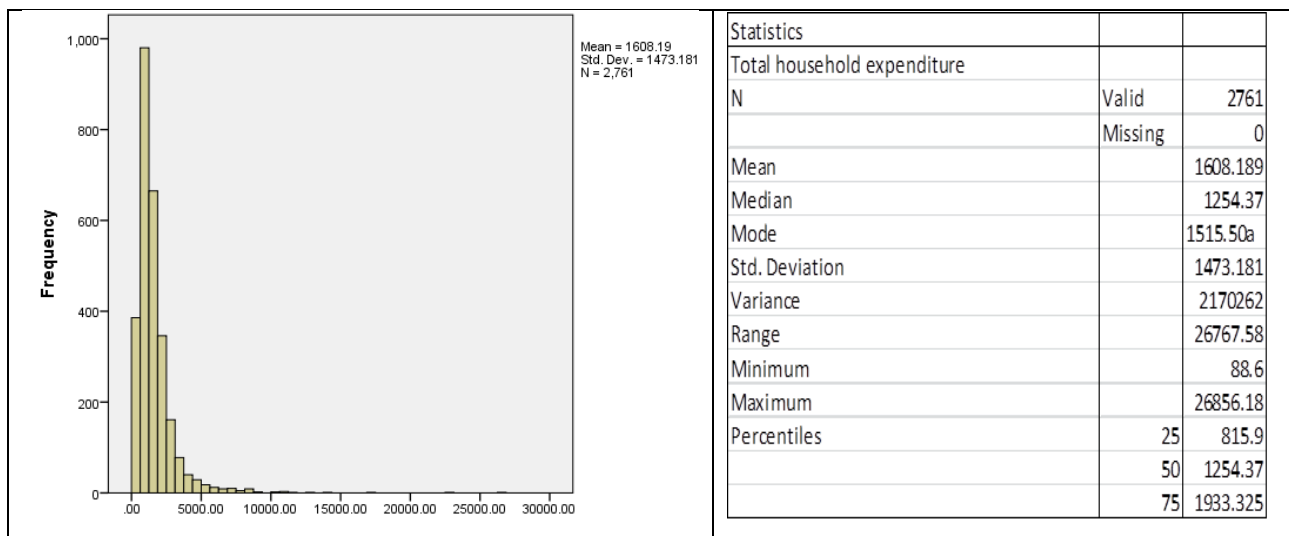 1,000
800
600
400
200
0
Frequency
.00 5000.00 10000.00 15000.00 20000.00 25000.00 30000.00
Mean = 1608.19
Std. Dev. = 1473.181
N = 2,761
Statistics
Total household expenditure
N Valid 2761
Missing 0
Mean 1608.189
Median 1254.37
Mode 1515.50a
Std. Deviation 1473.181
Variance 2170262
Range 26767.58
Minimum 88.6
Maximum 26856.18
Percentiles 25 815.9
50 1254.37
75 1933.325